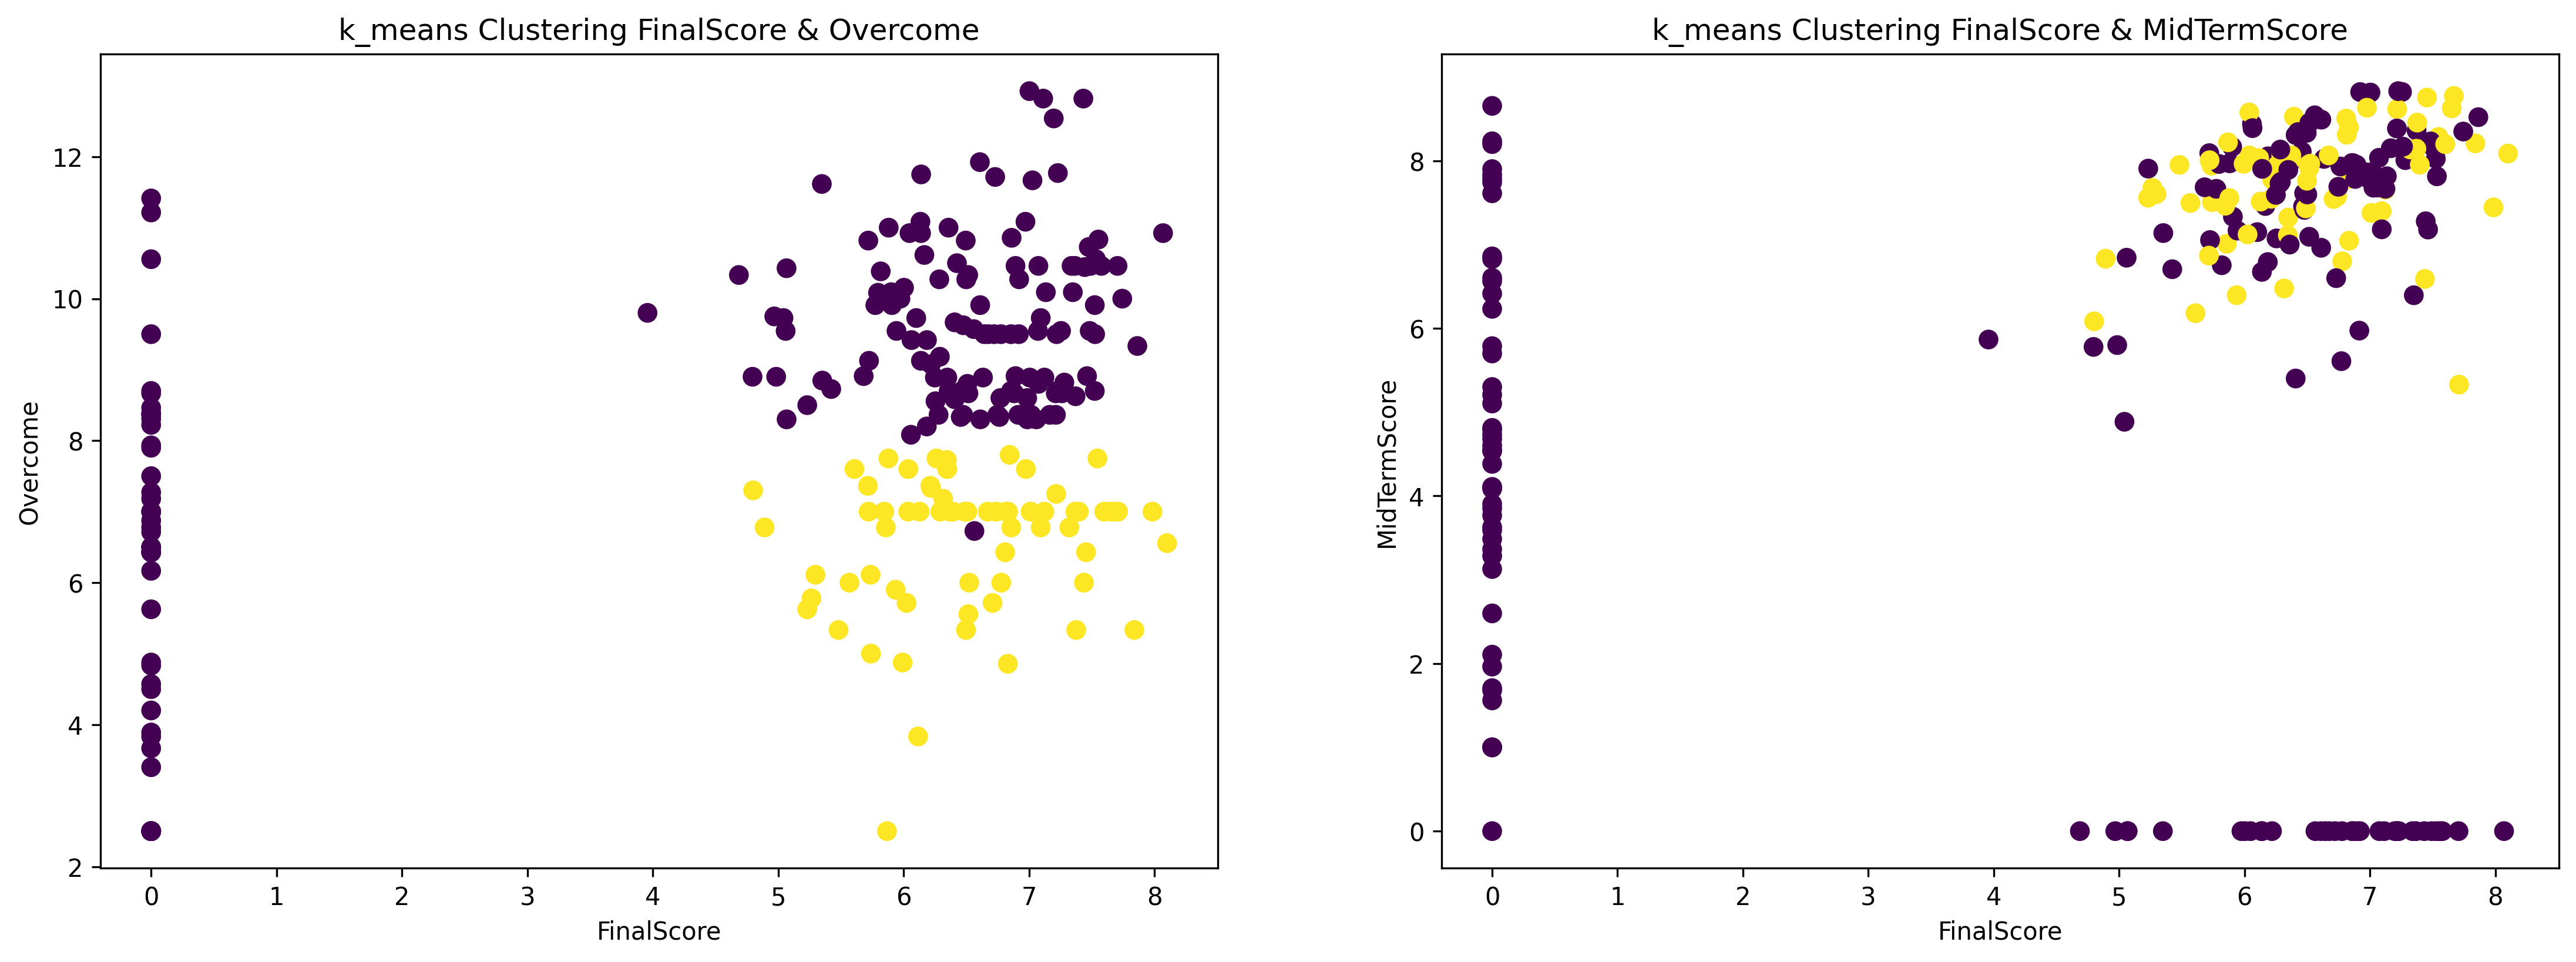 k_means Clustering FinalScore & Overcome
12
10
8
6
4
2
Overcome
0 1 2 3 4 5 6 7 8
FinalScore
k_means Clustering FinalScore & MidTermScore
8
6
4
2
0
MidTermScore
0 1 2 3 4 5 6 7 8
FinalScore